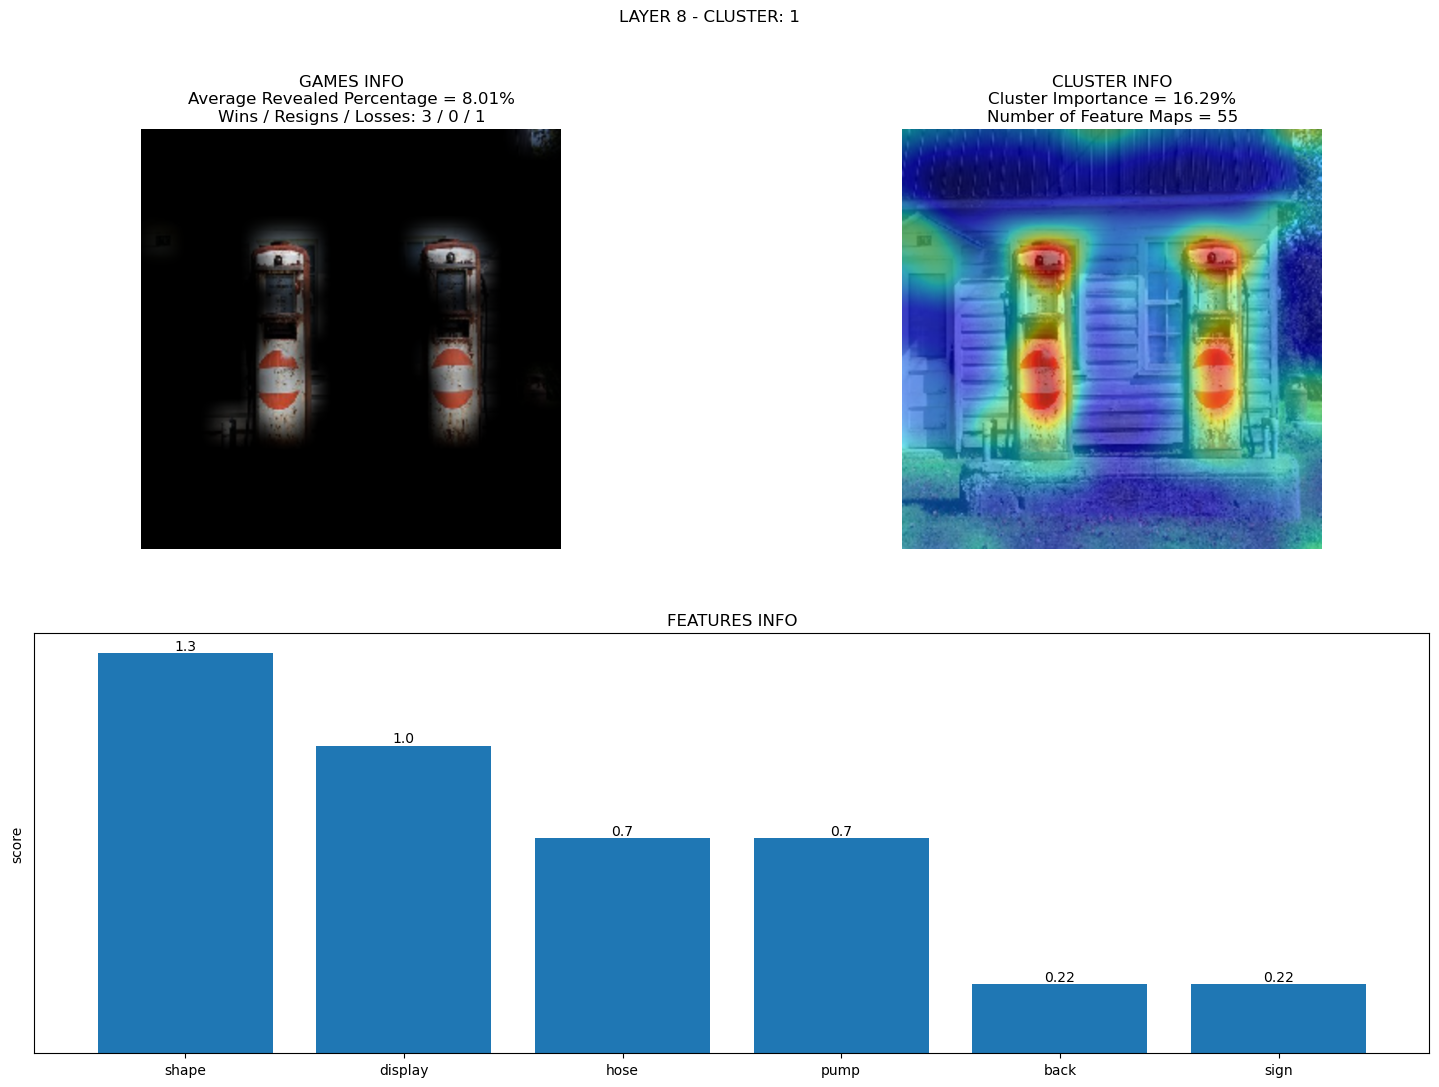 LAYER 8 - CLUSTER: 1
GAMES INFO
Average Revealed Percentage = 8.01%
Wins / Resigns / Losses: 3 / 0 / 1
CLUSTER INFO
Cluster Importance = 16.29%
Number of Feature Maps = 55
FEATURES INFO
score
1.3
1.0
0.7
0.7
0.22
0.22
shape
display
hose
pump
back
sign